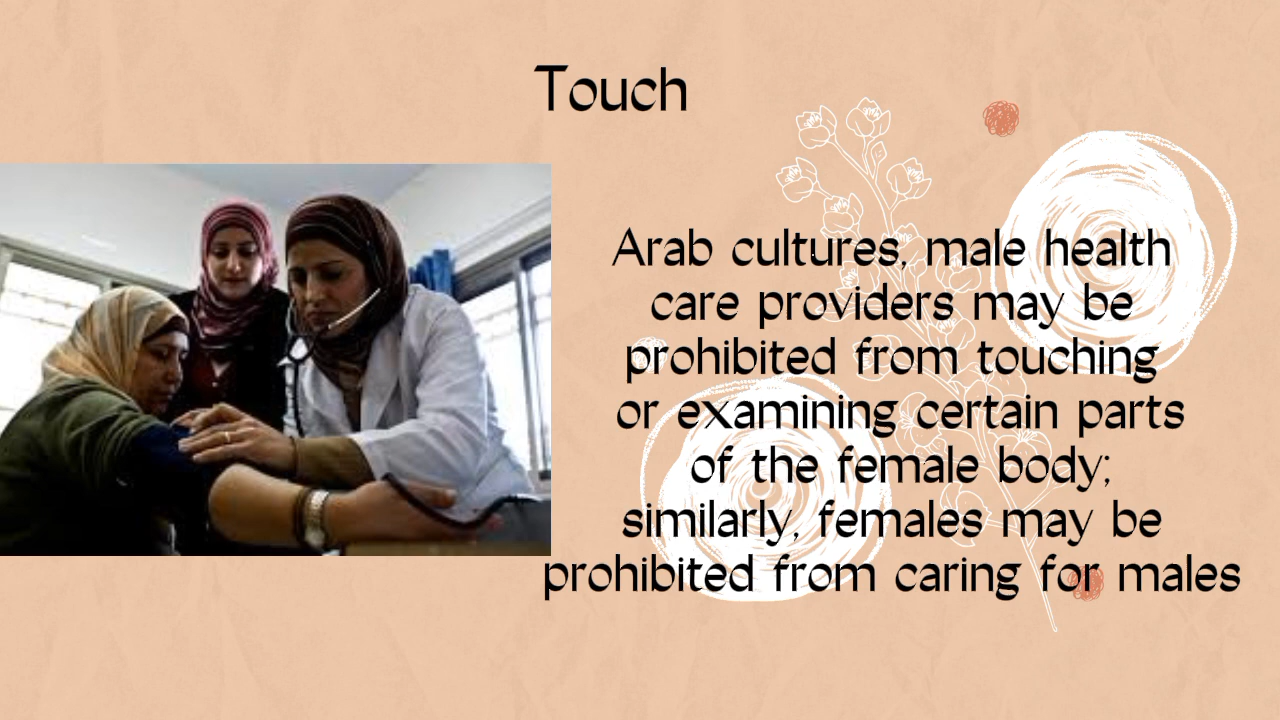 Touch
Arab cultures, male health
care providers may be
prohibited from touching
or examining certain parts
of the female body;
similarly, females may be
prohibited from caring for males